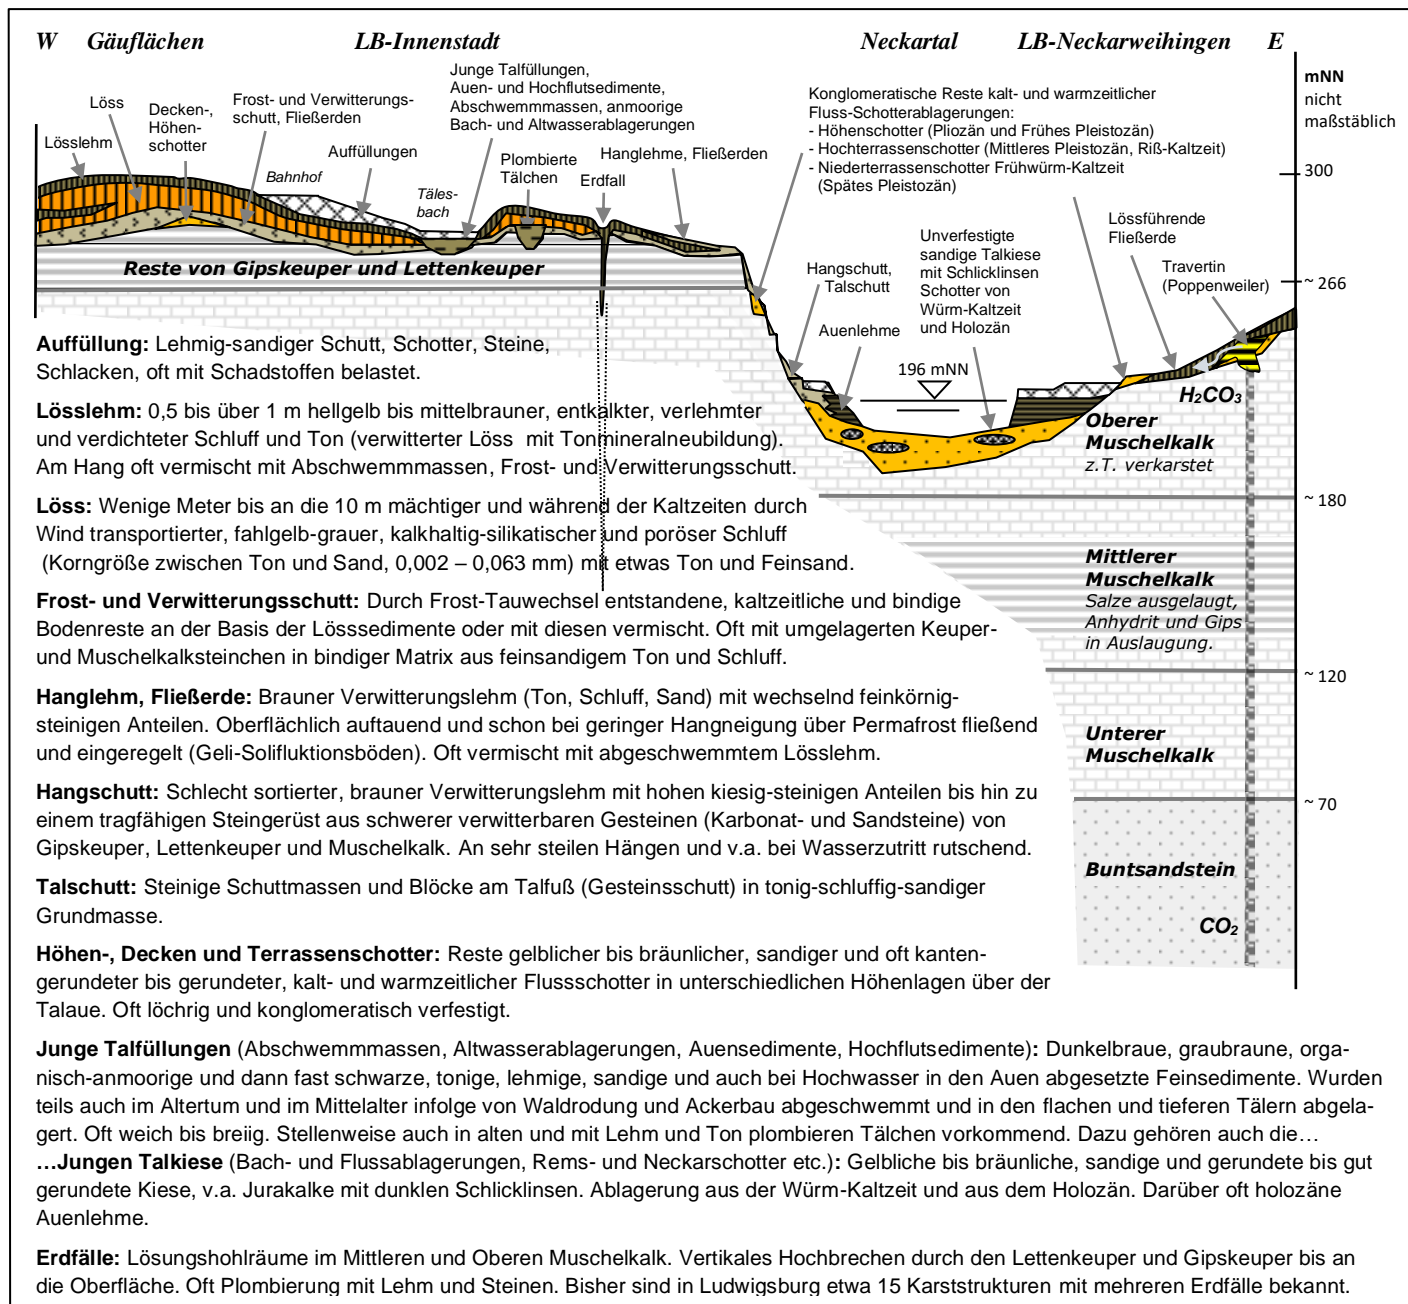 W Gäuflächen LB-Innenstadt Neckartal LB-Neckarweihingen E
mNN
nicht
maßstäblich
Junge Talfüllungen,
Auen- und Hochflutsedimente,
Abschwemmmassen, anmoorige
Bach- und Altwasserablagerungen
Löss
Lösslehm
Decken-,
Höhen-
schotter
Frost- und Verwitterungs-
schutt, Fließerden
Auffüllungen
Bahnhof
Täles-
bach
Plombierte
Tälchen
Hanglehme, Fließerden
Erdfall
Konglomeratische Reste kalt- und warmzeitlicher
Fluss-Schotterablagerungen:
- Höhenschotter (Pliozän und Frühes Pleistozän)
- Hochterrassenschotter (Mittleres Pleistozän, Riß-Kaltzeit)
- Niederterrassenschotter Frühwürm-Kaltzeit
(Spätes Pleistozän)
300
Lössführende
Fließerde
Unverfestigte
sandige Talkiese
mit Schlicklinsen
Schotter von
Würm-Kaltzeit
und Holozän
Hangschutt,
Talschutt
Travertin
(Poppenweiler)
~ 266
Auenlehme
Reste von Gipskeuper und Lettenkeuper
196 mNN
H₂CO₃
Oberer
Muschelkalk
z.T. verkarstet
~ 180
Mittlerer
Muschelkalk
Salze ausgelaugt,
Anhydrit und Gips
in Auslaugung.
~ 120
Unterer
Muschelkalk
~ 70
Buntsandstein
CO₂
Auffüllung: Lehmig-sandiger Schutt, Schotter, Steine,
Schlacken, oft mit Schadstoffen belastet.
Lösslehm: 0,5 bis über 1 m hellgelb bis mittelbrauner, entkalkter, verlehmter
und verdichteter Schluff und Ton (verwitterter Löss mit Tonmineralneubildung).
Am Hang oft vermischt mit Abschwemmmassen, Frost- und Verwitterungsschutt.
Löss: Wenige Meter bis an die 10 m mächtiger und während der Kaltzeiten durch
Wind transportierter, fahlgelb-grauer, kalkhaltig-silikatischer und poröser Schluff
(Korngröße zwischen Ton und Sand, 0,002 – 0,063 mm) mit etwas Ton und Feinsand.
Frost- und Verwitterungsschutt: Durch Frost-Tauwechsel entstandene, kaltzeitliche und bindige
Bodenreste an der Basis der Lösssedimente oder mit diesen vermischt. Oft mit umgelagerten Keuper-
und Muschelkalksteinchen in bindiger Matrix aus feinsandigem Ton und Schluff.
Hanglehm, Fließerde: Brauner Verwitterungslehm (Ton, Schluff, Sand) mit wechselnd feinkörnig-
steinigen Anteilen. Oberflächlich auftauend und schon bei geringer Hangneigung über Permafrost fließend
und eingeregelt (Geli-Solifluktionsböden). Oft vermischt mit abgeschwemmtem Lösslehm.
Hangschutt: Schlecht sortierter, brauner Verwitterungslehm mit hohen kiesig-steinigen Anteilen bis hin zu
einem tragfähigen Steingerüst aus schwerer verwitterbaren Gesteinen (Karbonat- und Sandsteine) von
Gipskeuper, Lettenkeuper und Muschelkalk. An sehr steilen Hängen und v.a. bei Wasserzutritt rutschend.
Talschutt: Steinige Schuttmassen und Blöcke am Talfuß (Gesteinsschutt) in tonig-schluffig-sandiger
Grundmasse.
Höhen-, Decken und Terrassenschotter: Reste gelblicher bis bräunlicher, sandiger und oft kanten-
gerundeter bis gerundeter, kalt- und warmzeitlicher Flussschotter in unterschiedlichen Höhenlagen über der
Talaue. Oft löchrig und konglomeratisch verfestigt.
Junge Talfüllungen (Abschwemmmassen, Altwasserablagerungen, Auensedimente, Hochflutsedimente): Dunkelbraue, graubraune, orga-
nisch-anmoorige und dann fast schwarze, tonige, lehmige, sandige und auch bei Hochwasser in den Auen abgesetzte Feinsedimente. Wurden
teils auch im Altertum und im Mittelalter infolge von Waldrodung und Ackerbau abgeschwemmt und in den flachen und tieferen Tälern abgela-
gert. Oft weich bis breiig. Stellenweise auch in alten und mit Lehm und Ton plombieren Tälchen vorkommend. Dazu gehören auch die…
…Jungen Talkiese (Bach- und Flussablagerungen, Rems- und Neckarschotter etc.): Gelbliche bis bräunliche, sandige und gerundete bis gut
gerundete Kiese, v.a. Jurakalke mit dunklen Schlicklinsen. Ablagerung aus der Würm-Kaltzeit und aus dem Holozän. Darüber oft holozäne
Auenlehme.
Erdfälle: Lösungshohlräume im Mittleren und Oberen Muschelkalk. Vertikales Hochbrechen durch den Lettenkeuper und Gipskeuper bis an
die Oberfläche. Oft Plombierung mit Lehm und Steinen. Bisher sind in Ludwigsburg etwa 15 Karststrukturen mit mehreren Erdfälle bekannt.